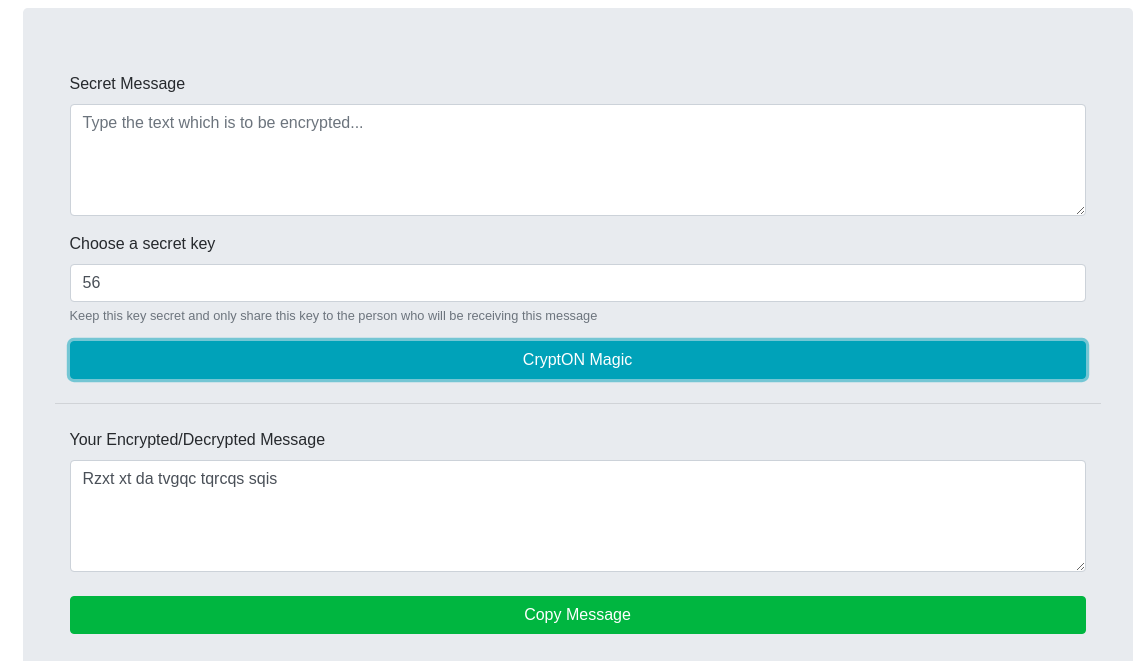 Secret Message
Type the text which is to be encrypted...
Choose a secret key
56
Keep this key secret and only share this key to the person who will be receiving this message
CryptON Magic
Your Encrypted/Decrypted Message
Rzxt xt da tvgqc tqrcqs sqis
Copy Message